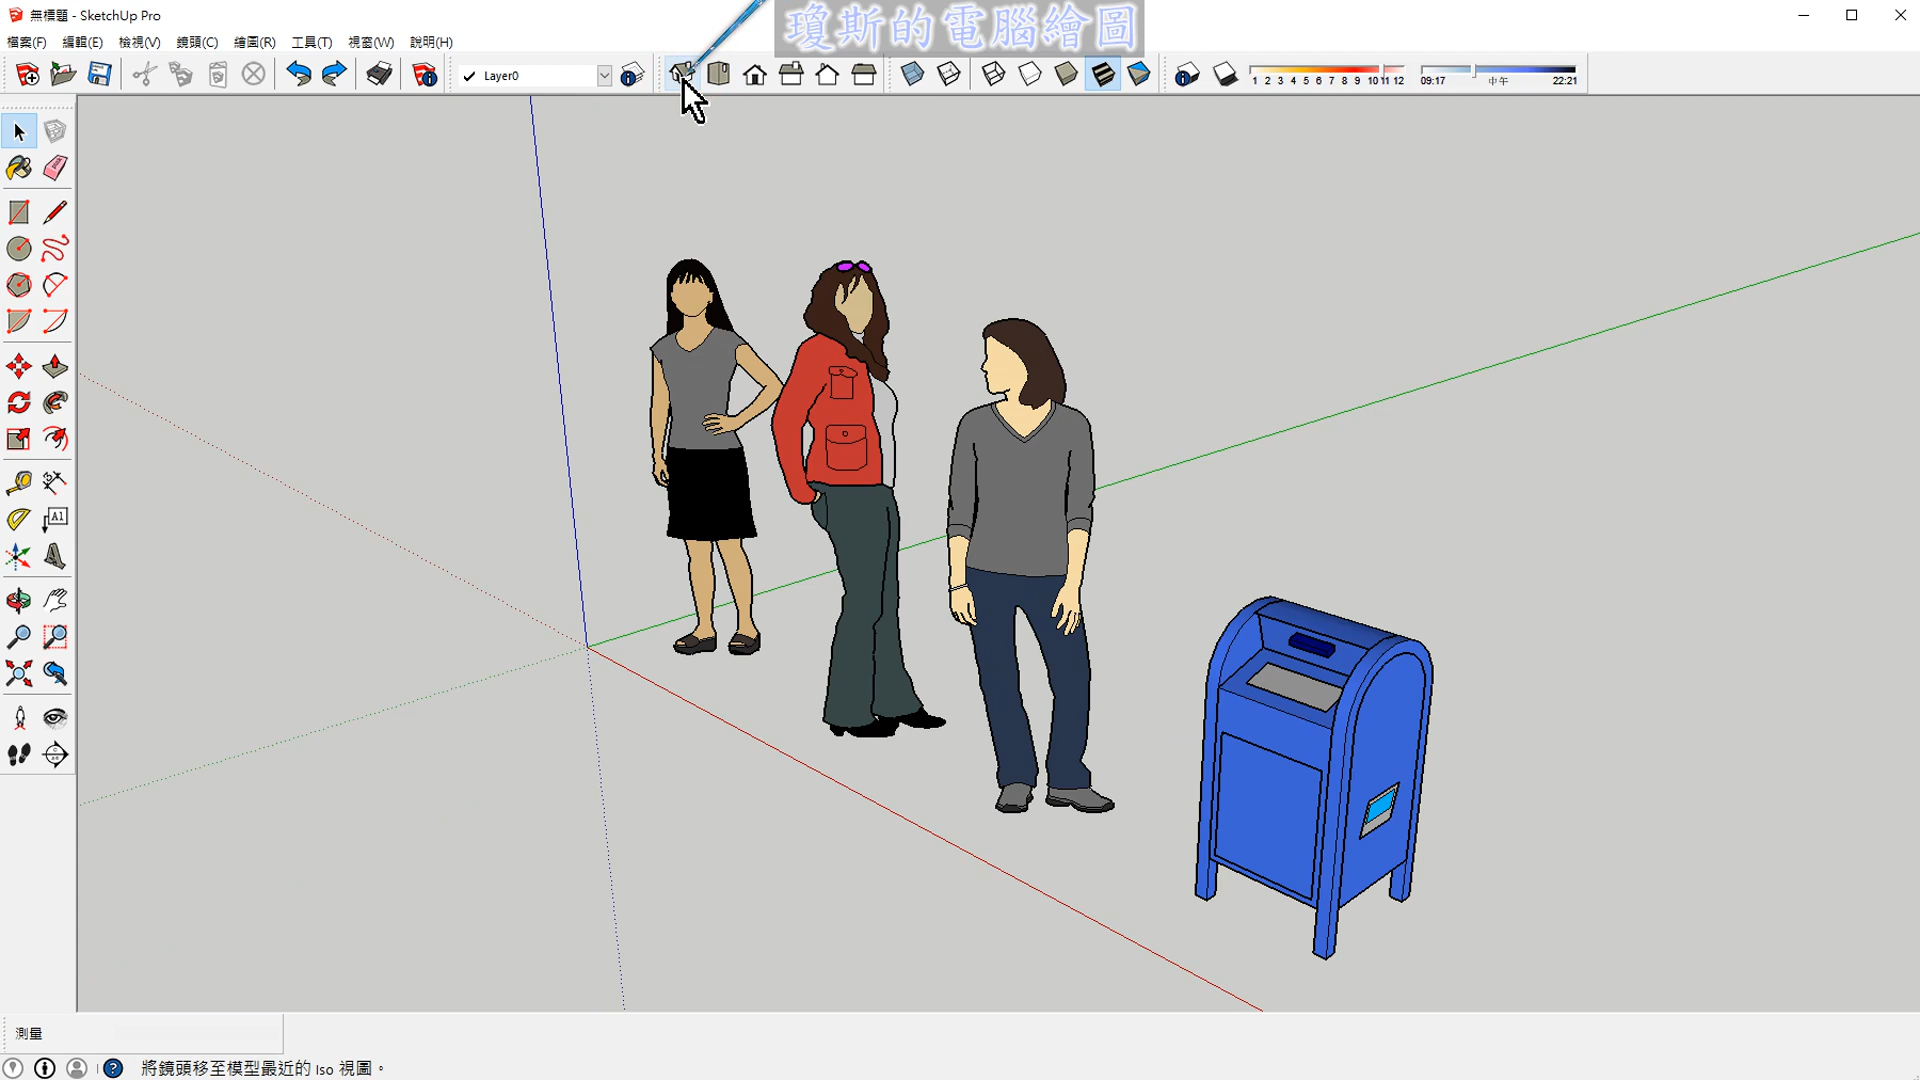 無標題 - SketchUp Pro
瓊斯的電腦繪圖
檔案(F) 編輯(E) 檢視(V) 鏡頭(C) 繪圖(R) 工具(T) 視窗(W) 說明(H)
Layer0
1 2 3 4 5 6 7 8 9 10 11 12
09:17 中午 22:21
A1
測量
將鏡頭移至模型最近的 Iso 視圖。